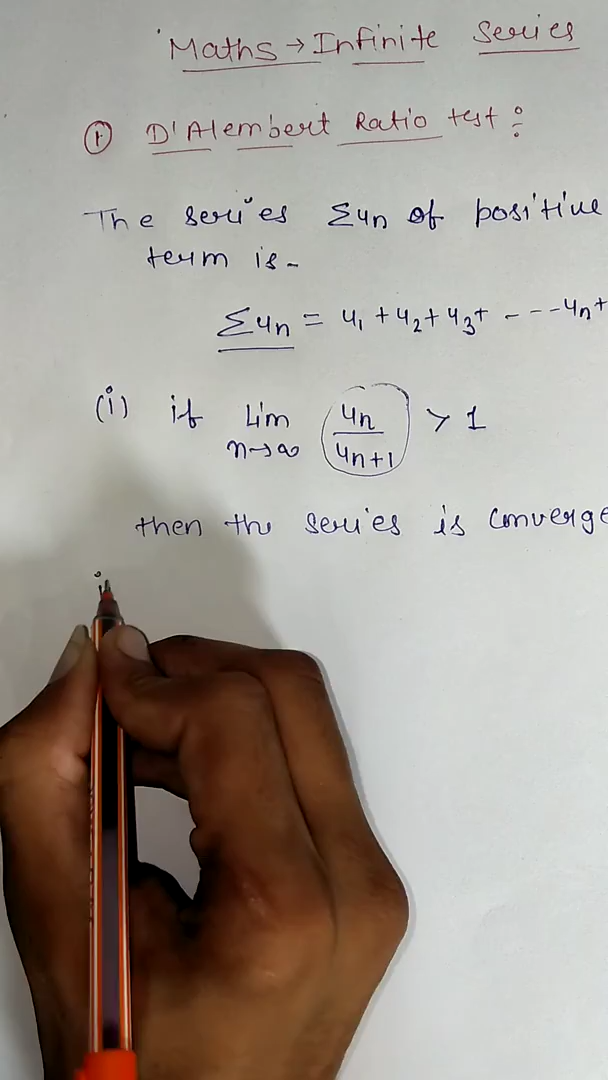 Maths → Infinite Series
① D'Alembert Ratio test :
The series Σun of positive
term is -
Σun = u₁ + u₂ + u₃ + - - - un +
(i) if Lim n→∞ un/un+1 > 1
then the series is converge